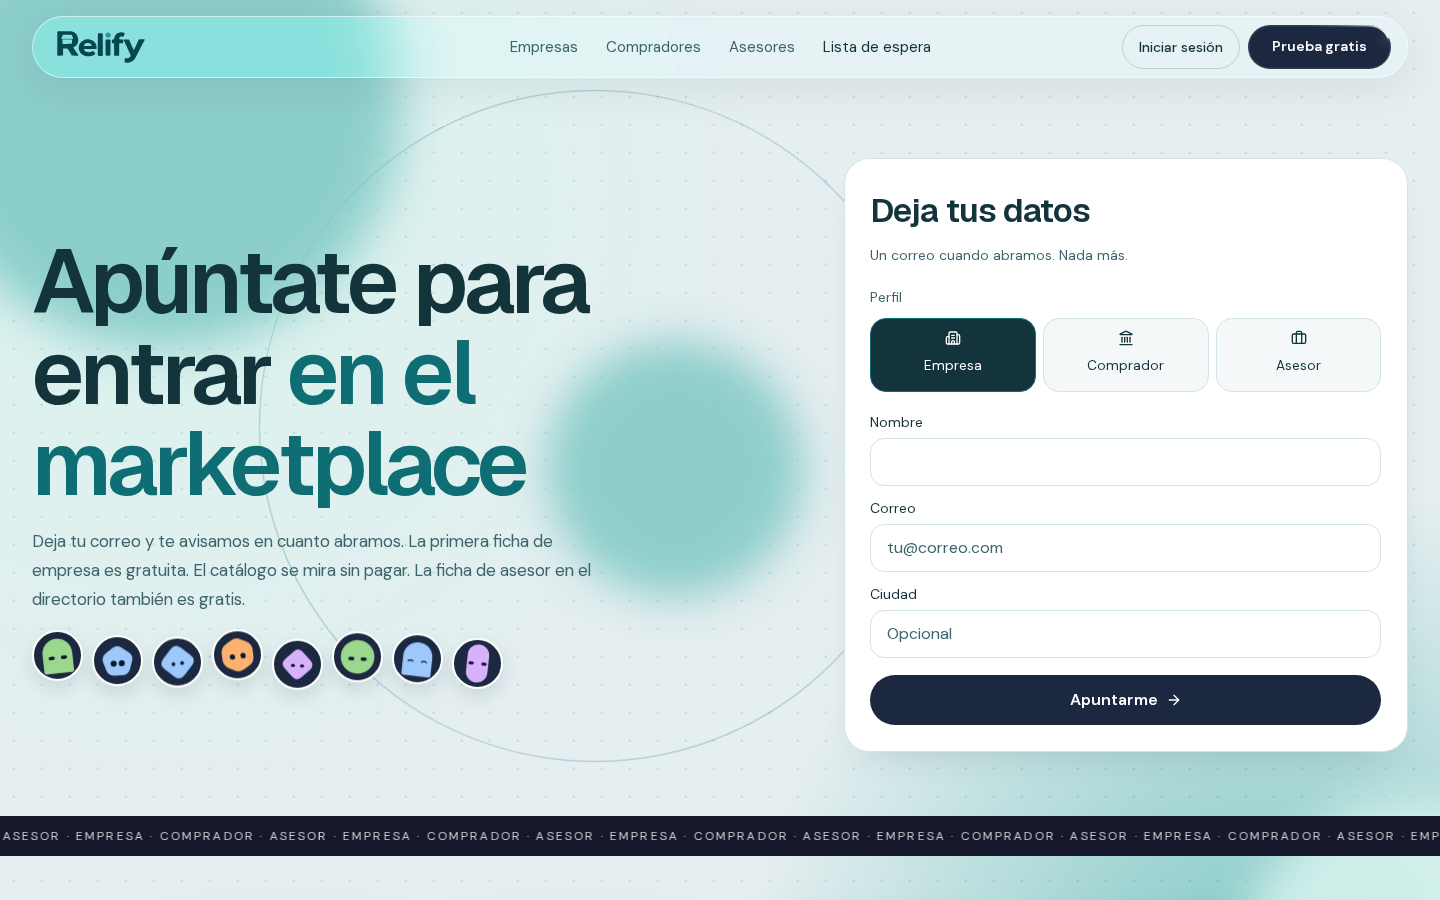 Relify
Empresas
Compradores
Asesores
Lista de espera
Iniciar sesión
Prueba gratis
Apúntate para
entrar en el
marketplace
Deja tu correo y te avisamos en cuanto abramos. La primera ficha de
empresa es gratuita. El catálogo se mira sin pagar. La ficha de asesor en el
directorio también es gratis.
Deja tus datos
Un correo cuando abramos. Nada más.
Perfil
Empresa
Comprador
Asesor
Nombre
Correo
tu@correo.com
Ciudad
Opcional
Apuntarme
ASESOR · EMPRESA · COMPRADOR · ASESOR · EMPRESA · COMPRADOR · ASESOR · EMPRESA · COMPRADOR · ASESOR · EMPRESA · COMPRADOR · ASESOR · EMPRESA · COMPRADOR · ASESOR · EMP